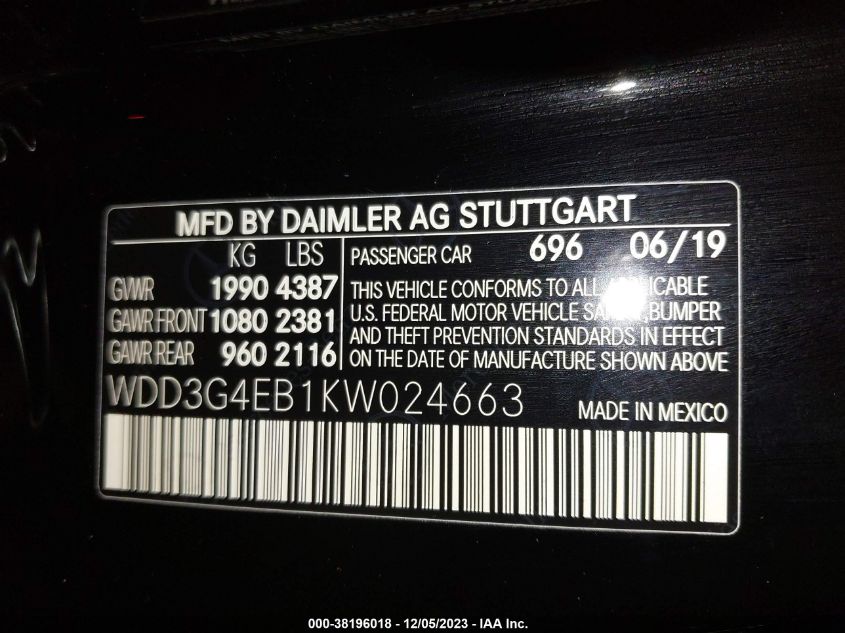 MFD BY DAIMLER AG STUTTGART
KG LBS
GVWR 1990 4387
GAWR FRONT 1080 2381
GAWR REAR 960 2116
PASSENGER CAR 696 06/19
THIS VEHICLE CONFORMS TO ALL APPLICABLE
U.S. FEDERAL MOTOR VEHICLE SAFETY, BUMPER
AND THEFT PREVENTION STANDARDS IN EFFECT
ON THE DATE OF MANUFACTURE SHOWN ABOVE
WDD3G4EB1KW024663 MADE IN MEXICO
000-38196018 - 12/05/2023 - IAA Inc.